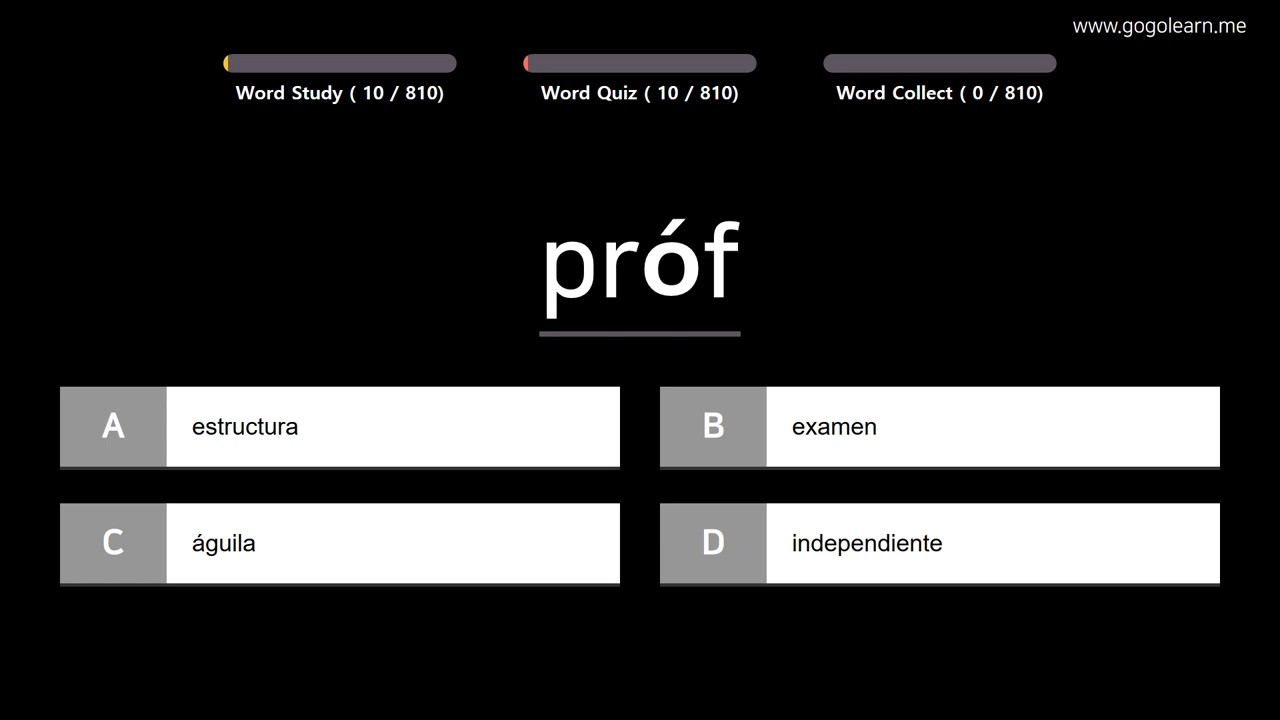 www.gogolearn.me
Word Study ( 10 / 810)
Word Quiz ( 10 / 810)
Word Collect ( 0 / 810)
próf
A estructura
B examen
C águila
D independiente